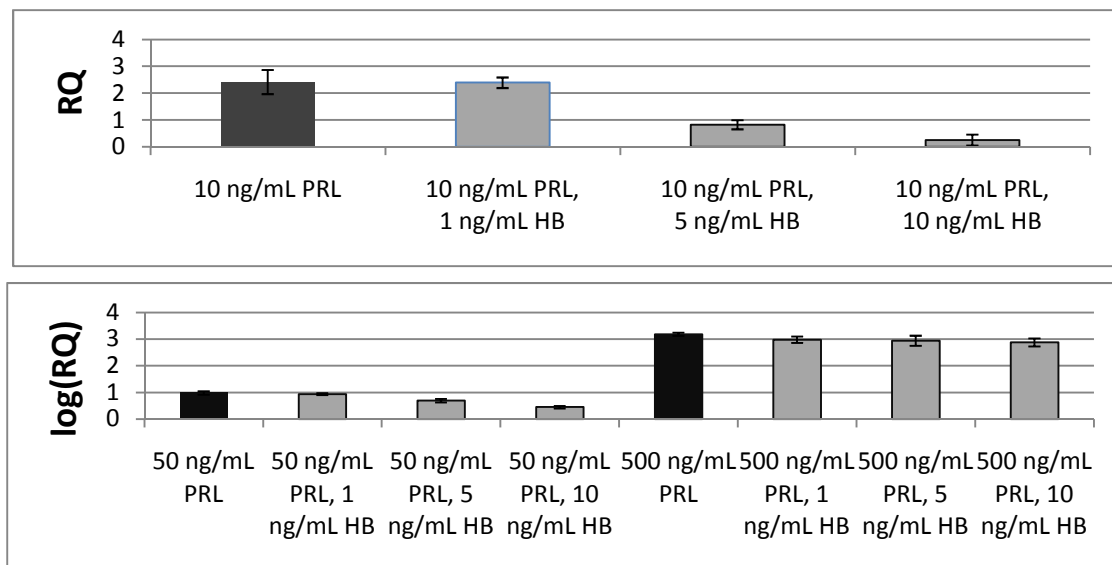 4
3
2
1
0
RQ
10 ng/mL PRL
10 ng/mL PRL,
1 ng/mL HB
10 ng/mL PRL,
5 ng/mL HB
10 ng/mL PRL,
10 ng/mL HB
4
3
2
1
0
log(RQ)
50 ng/mL
PRL
50 ng/mL
PRL, 1
ng/mL HB
50 ng/mL
PRL, 5
ng/mL HB
50 ng/mL
PRL, 10
ng/mL HB
500 ng/mL
PRL
500 ng/mL
PRL, 1
ng/mL HB
500 ng/mL
PRL, 5
ng/mL HB
500 ng/mL
PRL, 10
ng/mL HB